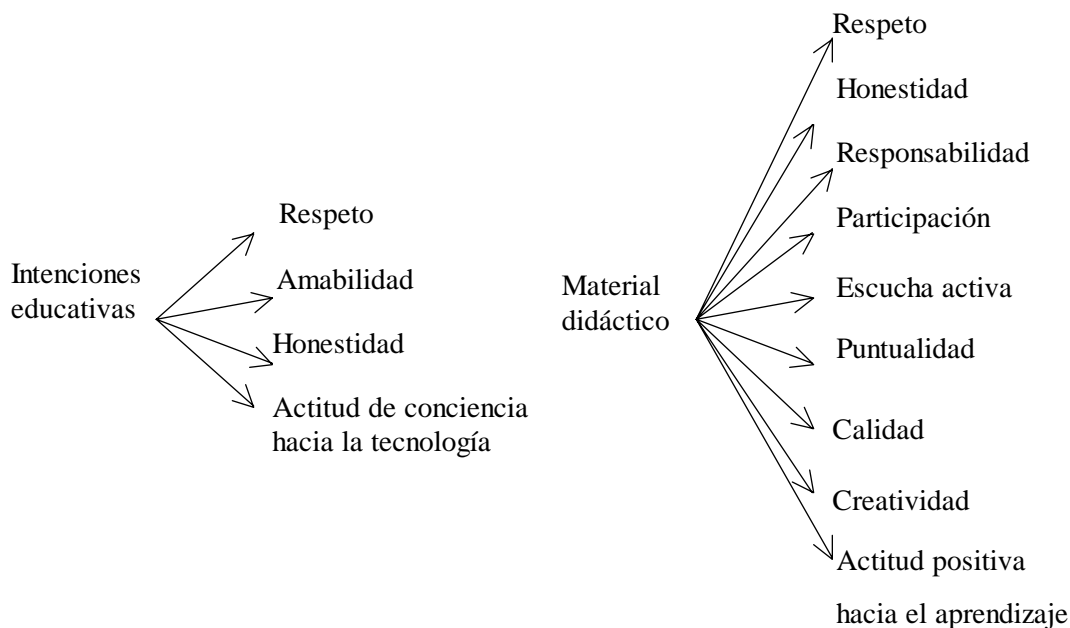 Intenciones
educativas
Respeto
Amabilidad
Honestidad
Actitud de conciencia
hacia la tecnología
Material
didáctico
Respeto
Honestidad
Responsabilidad
Participación
Escucha activa
Puntualidad
Calidad
Creatividad
Actitud positiva
hacia el aprendizaje